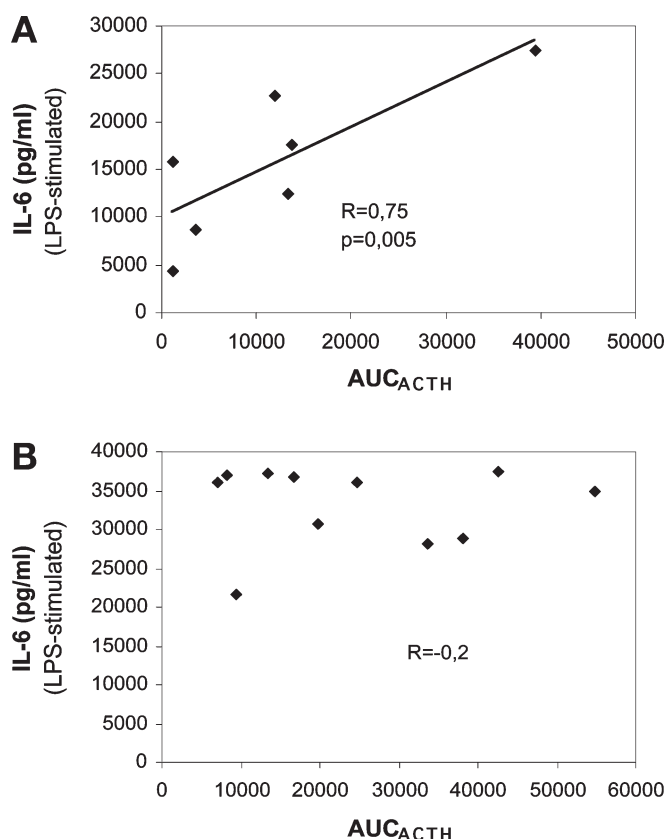 A
30000
25000
20000
15000
10000
5000
0
IL-6 (pg/ml)
(LPS-stimulated)
R=0,75
p=0,005
0 10000 20000 30000 40000 50000
AUCACTH
B
40000
35000
30000
25000
20000
15000
10000
5000
0
IL-6 (pg/ml)
(LPS-stimulated)
R=-0,2
0 10000 20000 30000 40000 50000 60000
AUCACTH